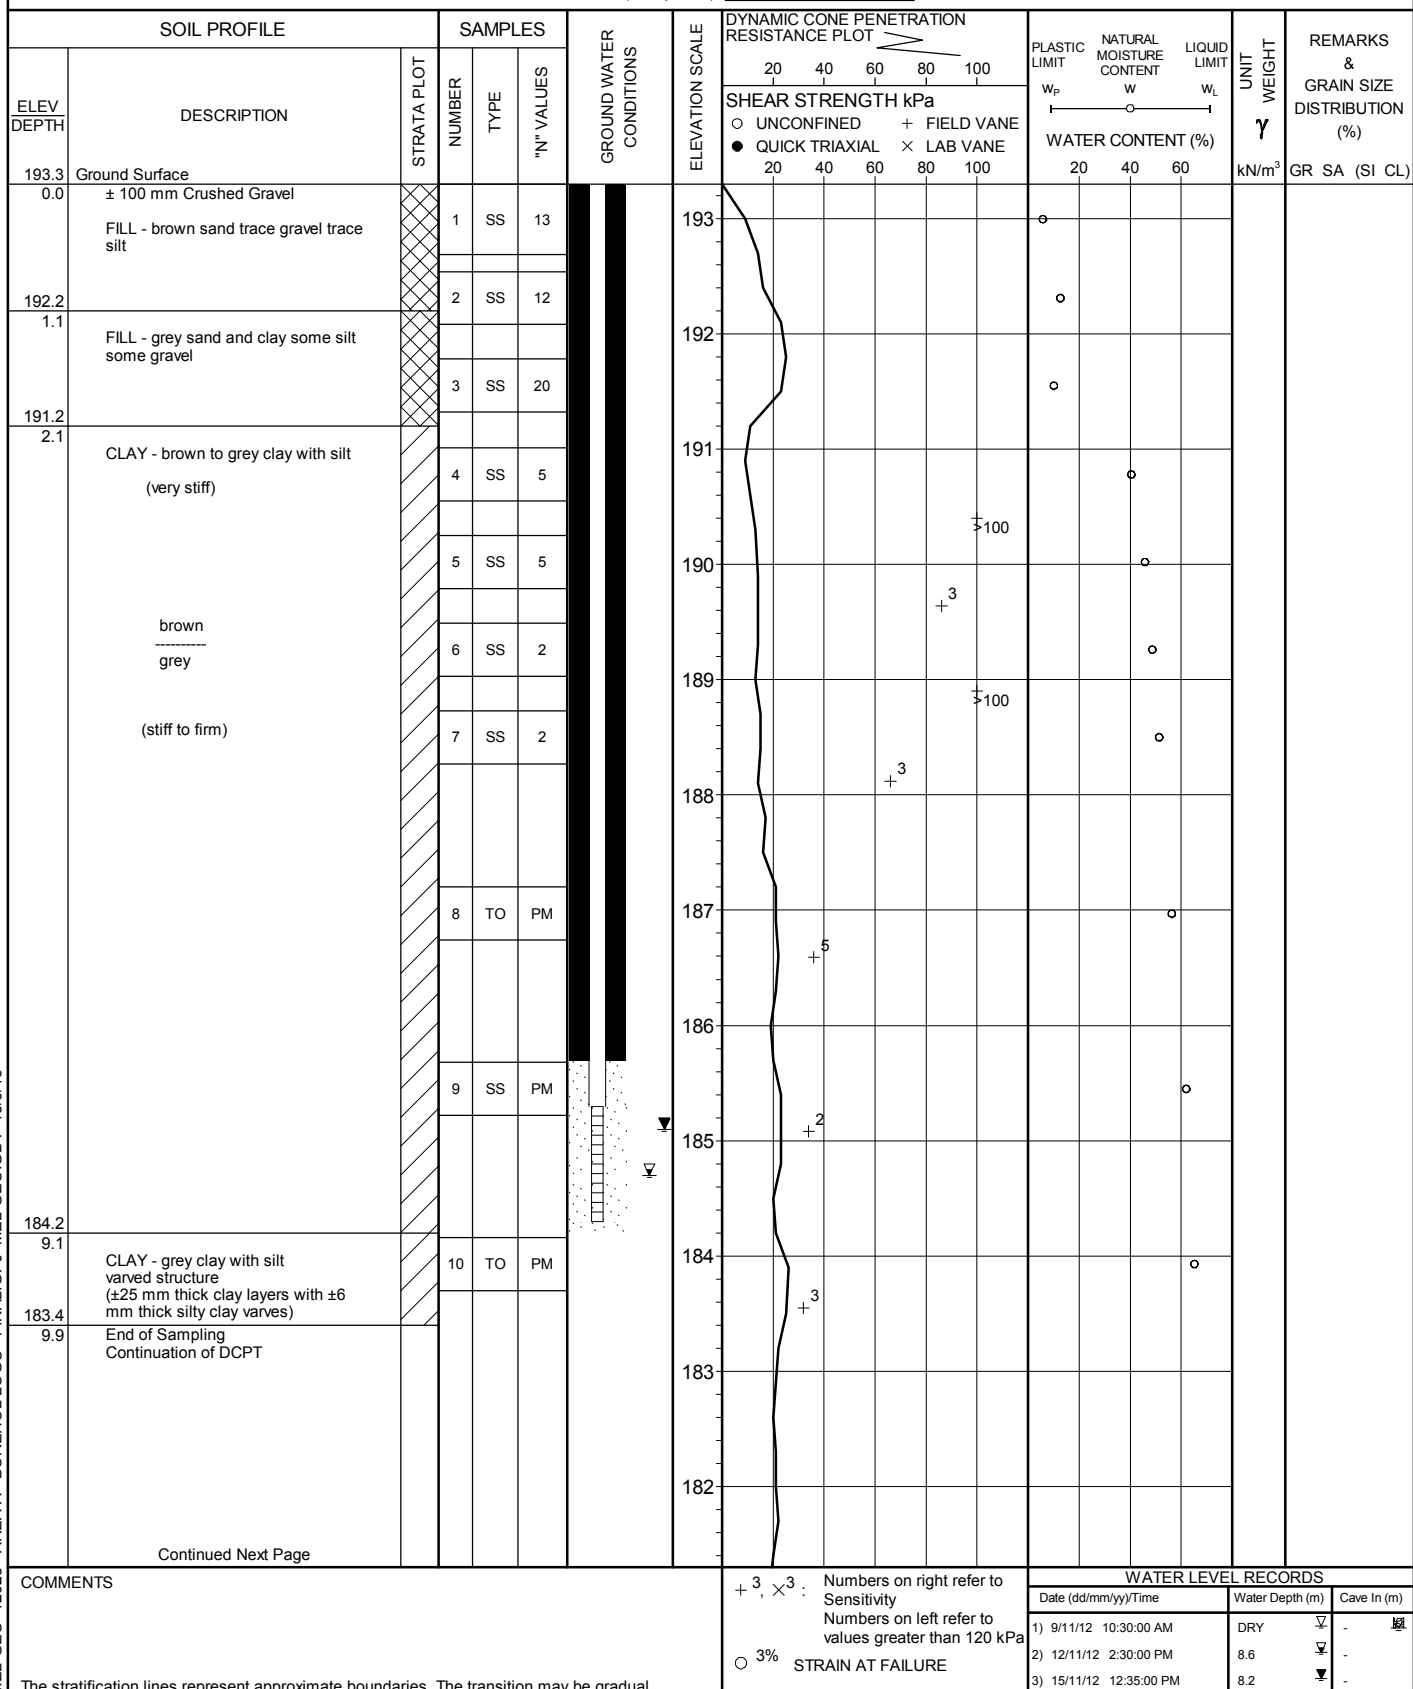 SOIL PROFILE
SAMPLES
GROUND WATER CONDITIONS
ELEVATION SCALE
DYNAMIC CONE PENETRATION
RESISTANCE PLOT
20 40 60 80 100
SHEAR STRENGTH kPa
○ UNCONFINED + FIELD VANE
● QUICK TRIAXIAL × LAB VANE
20 40 60 80 100
PLASTIC LIMIT
NATURAL MOISTURE CONTENT
LIQUID LIMIT
WP W WL
WATER CONTENT (%)
20 40 60
UNIT WEIGHT
γ
kN/m³
REMARKS
&
GRAIN SIZE
DISTRIBUTION
(%)
GR SA (SI CL)
ELEV
DEPTH
DESCRIPTION
STRATA PLOT
NUMBER
TYPE
"N" VALUES
193.3 Ground Surface
0.0 ± 100 mm Crushed Gravel
FILL - brown sand trace gravel trace
silt
1 SS 13
193
192.2
2 SS 12
1.1
FILL - grey sand and clay some silt
some gravel
192
3 SS 20
191.2
2.1
CLAY - brown to grey clay with silt
(very stiff)
191
4 SS 5
>100
5 SS 5
190
3
brown
----------
grey
6 SS 2
189
>100
(stiff to firm)
7 SS 2
3
188
8 TO PM
187
5
186
9 SS PM
2
185
184.2
9.1
CLAY - grey clay with silt
varved structure
(±25 mm thick clay layers with ±6
mm thick silty clay varves)
10 TO PM
184
3
183.4
9.9
End of Sampling
Continuation of DCPT
183
182
Continued Next Page
COMMENTS
+ 3, × 3 : Numbers on right refer to
Sensitivity
Numbers on left refer to
values greater than 120 kPa
○ 3% STRAIN AT FAILURE
WATER LEVEL RECORDS
Date (dd/mm/yy)/Time Water Depth (m) Cave In (m)
1) 9/11/12 10:30:00 AM DRY -
2) 12/11/12 2:30:00 PM 8.6 -
3) 15/11/12 12:35:00 PM 8.2 -
The stratification lines represent approximate boundaries. The transition may be gradual.